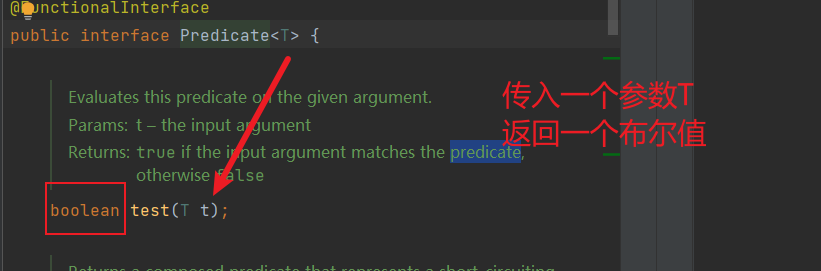 @FunctionalInterface
public interface Predicate<T> {
Evaluates this predicate on the given argument.
传入一个参数T
Params: t – the input argument
Returns: true if the input argument matches the predicate,
返回一个布尔值
otherwise false
boolean test(T t);
Returns a composed predicate that represents a short-circuiting